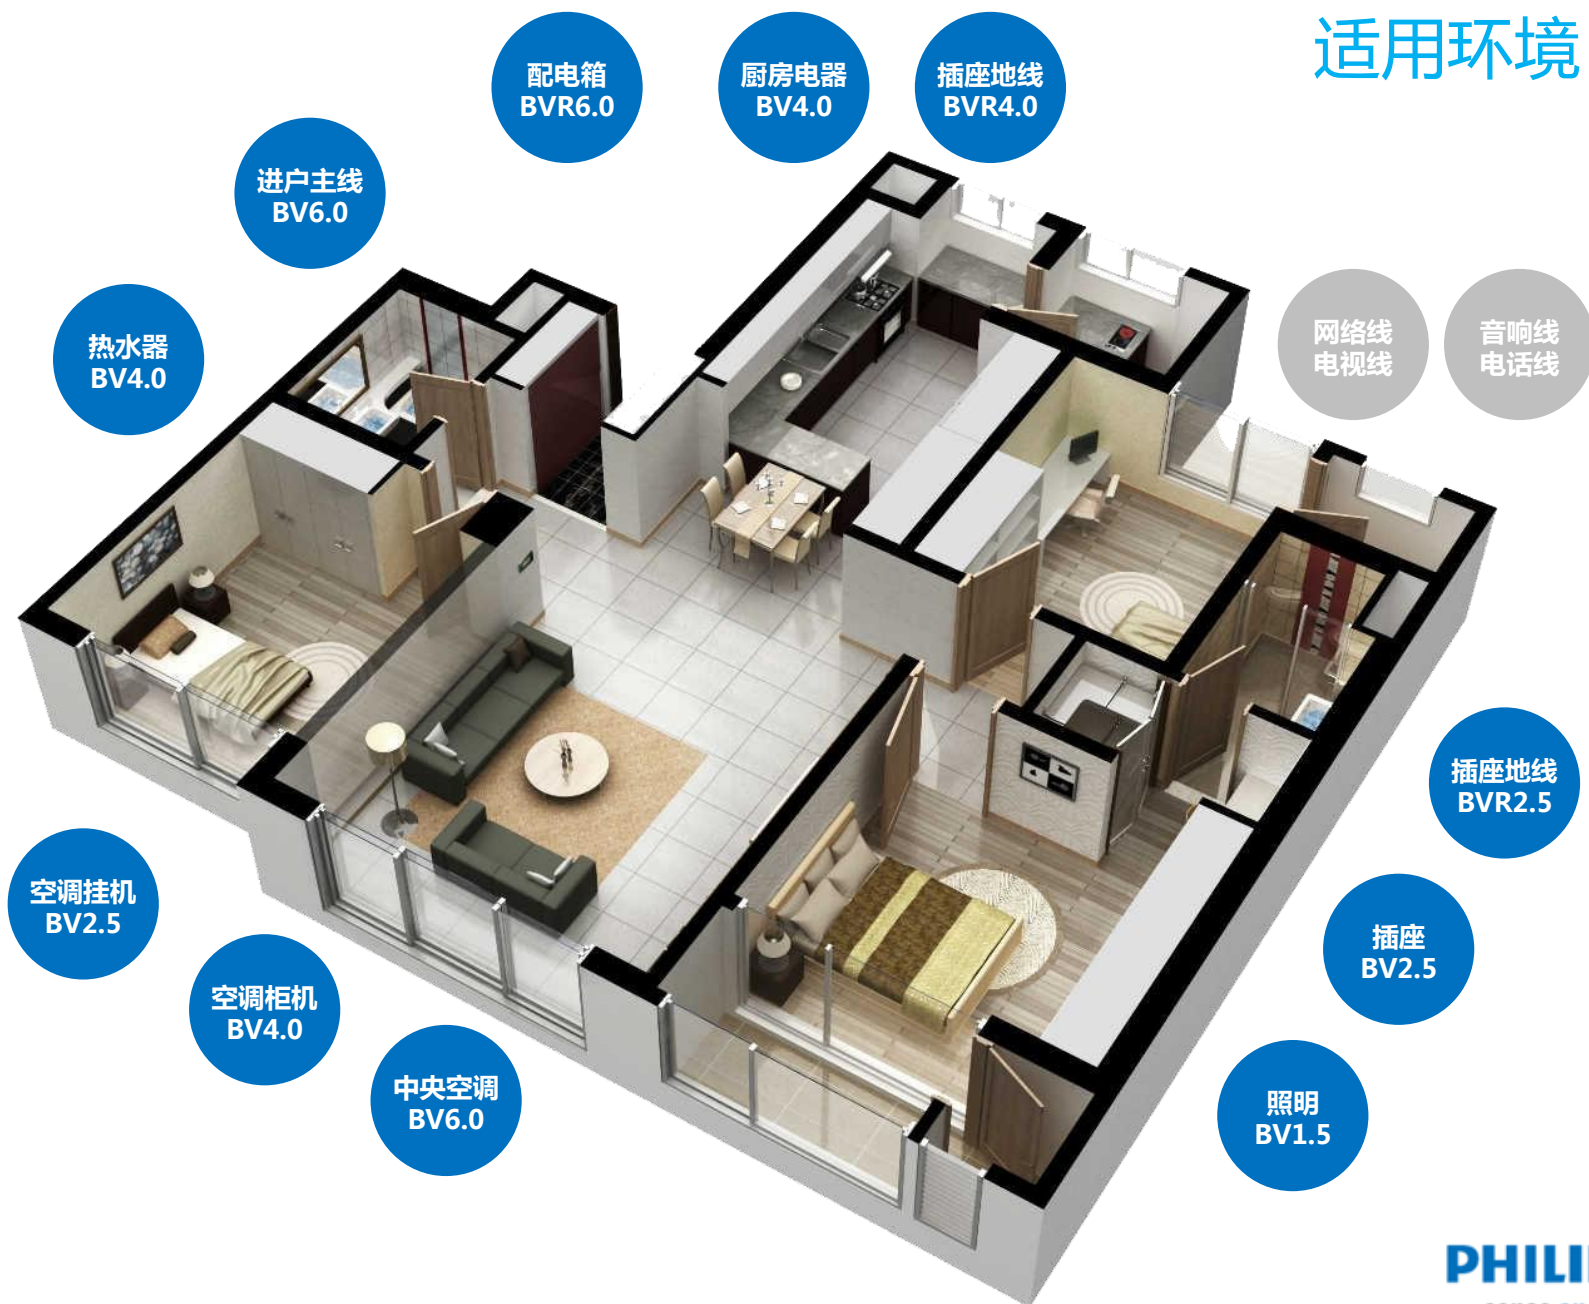 适用环境
配电箱
BVR6.0
厨房电器
BV4.0
插座地线
BVR4.0
进户主线
BV6.0
热水器
BV4.0
网络线
电视线
音响线
电话线
插座地线
BVR2.5
空调挂机
BV2.5
插座
BV2.5
空调柜机
BV4.0
中央空调
BV6.0
照明
BV1.5